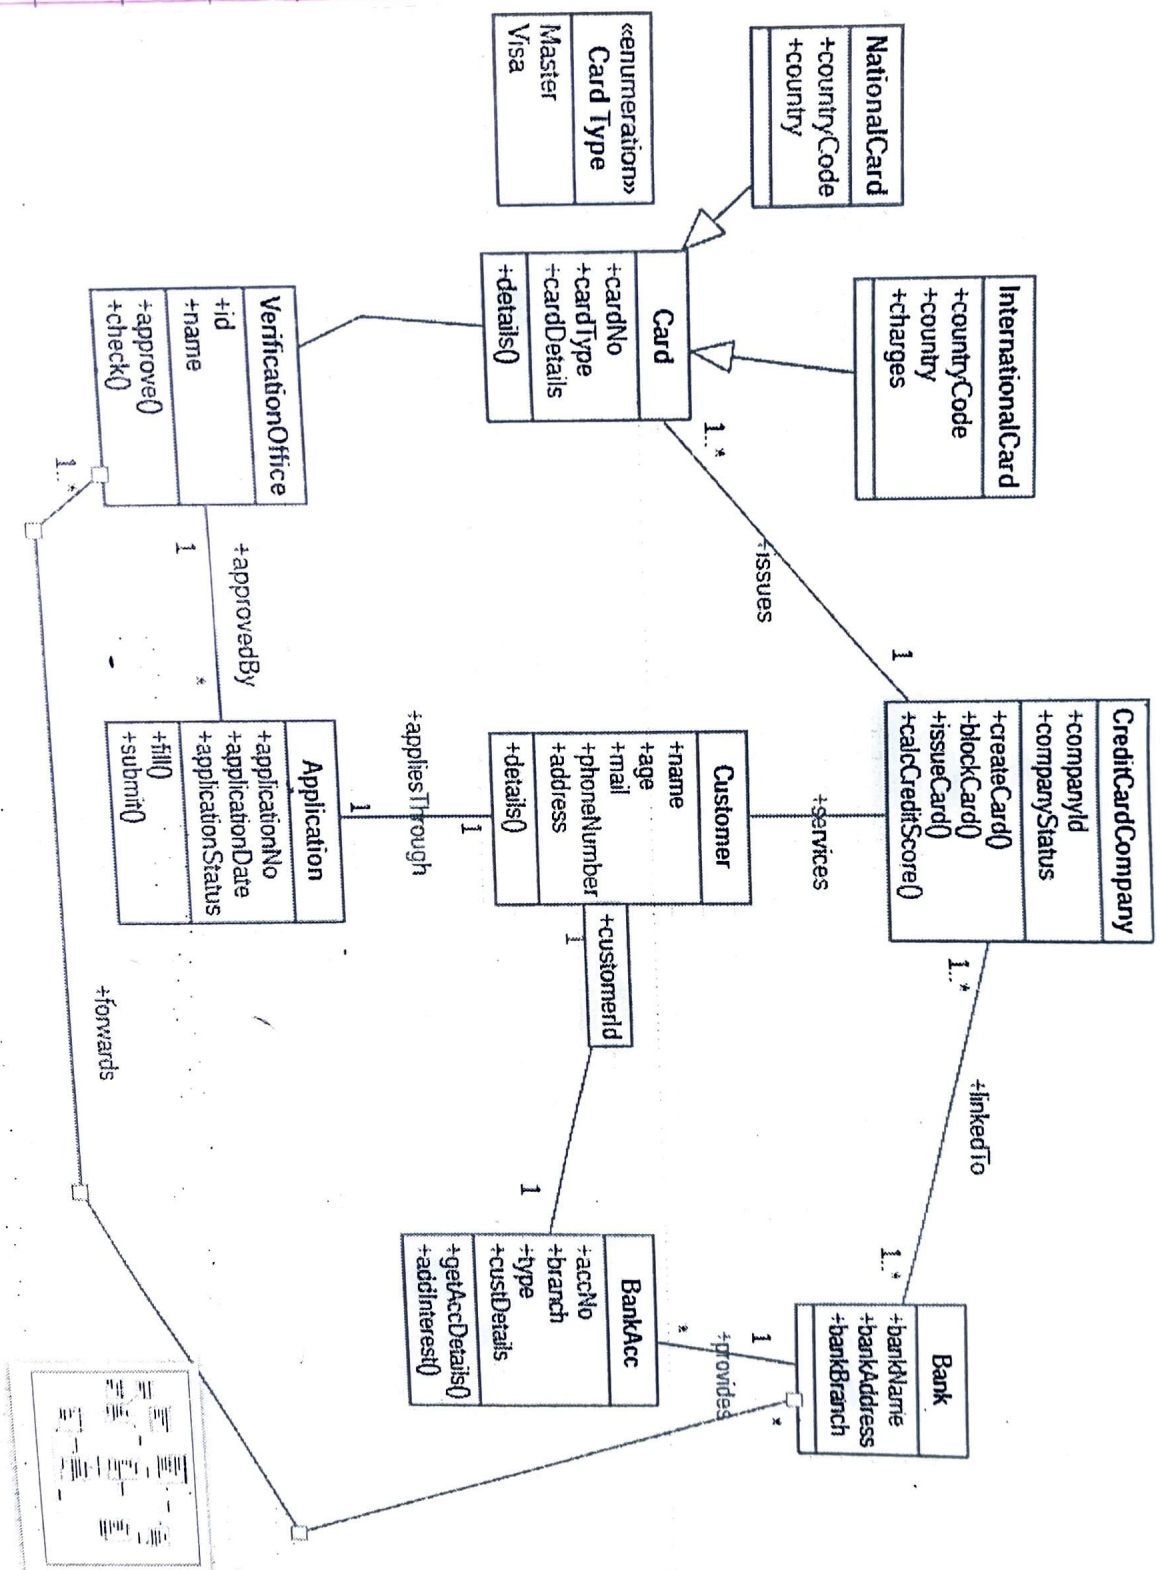 NationalCard
+countryCode
+country
InternationalCard
+countryCode
+country
+charges
«enumeration»
Card Type
Master
Visa
Card
+cardNo
+cardType
+cardDetails
+details()
1..*
+issues
1
CreditCardCompany
+companyId
+companyStatus
+createCard()
+blockCard()
+issueCard()
+calcCreditScore()
1..*
+linkedTo
1..*
Bank
+bankName
+bankAddress
+bankBranch
+services
Customer
+name
+age
+mail
+phoneNumber
+address
+details()
+customerId
1
1
BankAcc
+accNo
+branch
+type
+custDetails
+getAccDetails()
+addInterest()
1
+provides
*
*
VerificationOffice
+id
+name
+approve()
+check()
1
+approvedBy
*
Application
+applicationNo
+applicationDate
+applicationStatus
+fill()
+submit()
1
+appliesThrough
1
1..*
+forwards